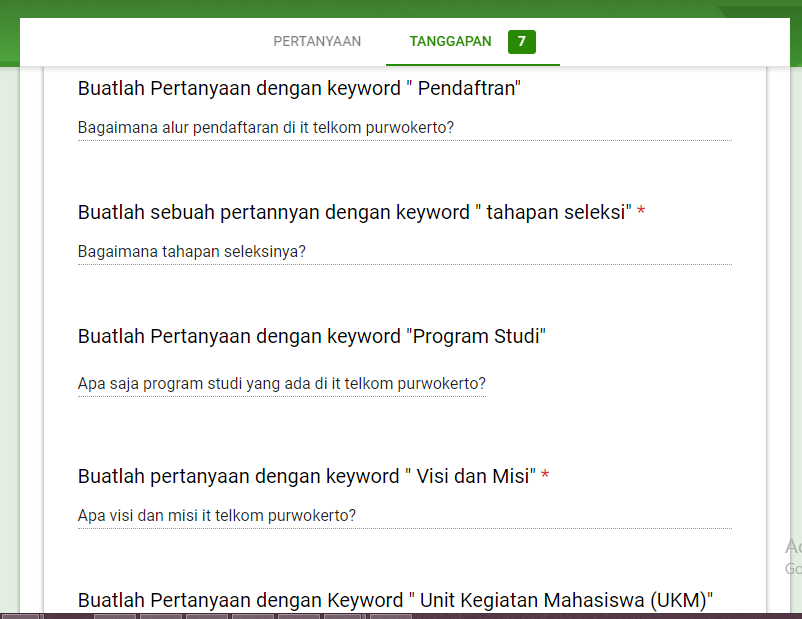 PERTANYAAN TANGGAPAN 7
Buatlah Pertanyaan dengan keyword " Pendaftran"
Bagaimana alur pendaftaran di it telkom purwokerto?
Buatlah sebuah pertannyan dengan keyword " tahapan seleksi" *
Bagaimana tahapan seleksinya?
Buatlah Pertanyaan dengan keyword "Program Studi"
Apa saja program studi yang ada di it telkom purwokerto?
Buatlah pertanyaan dengan keyword " Visi dan Misi" *
Apa visi dan misi it telkom purwokerto?
Buatlah Pertanyaan dengan Keyword " Unit Kegiatan Mahasiswa (UKM)"